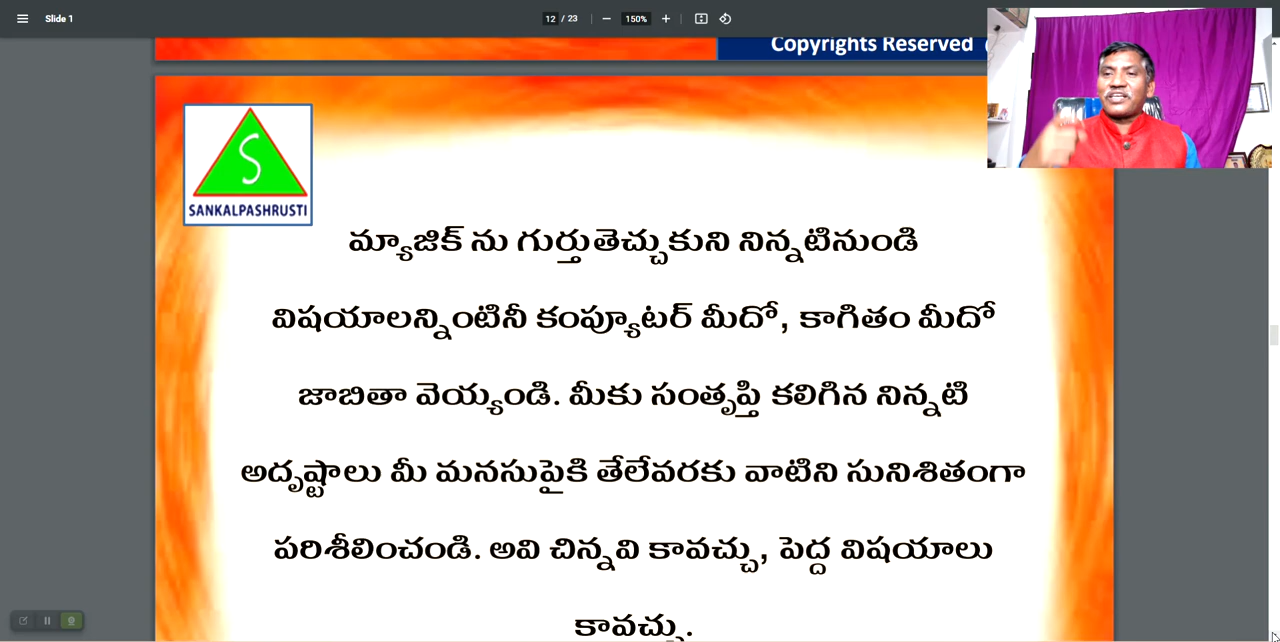 Slide 1
12 / 23
150%
Copyrights Reserved
S
SANKALPASHRUSTI
మ్యాజిక్ ను గుర్తుతెచ్చుకుని నిన్నటినుండి
విషయాలన్నింటినీ కంప్యూటర్ మీదో, కాగితం మీదో
జాబితా వెయ్యండి. మీకు సంతృప్తి కలిగిన నిన్నటి
అదృష్టాలు మీ మనసుపైకి తేలేవరకు వాటిని సునిశితంగా
పరిశీలించండి. అవి చిన్నవి కావచ్చు, పెద్ద విషయాలు
కావచ్చు.